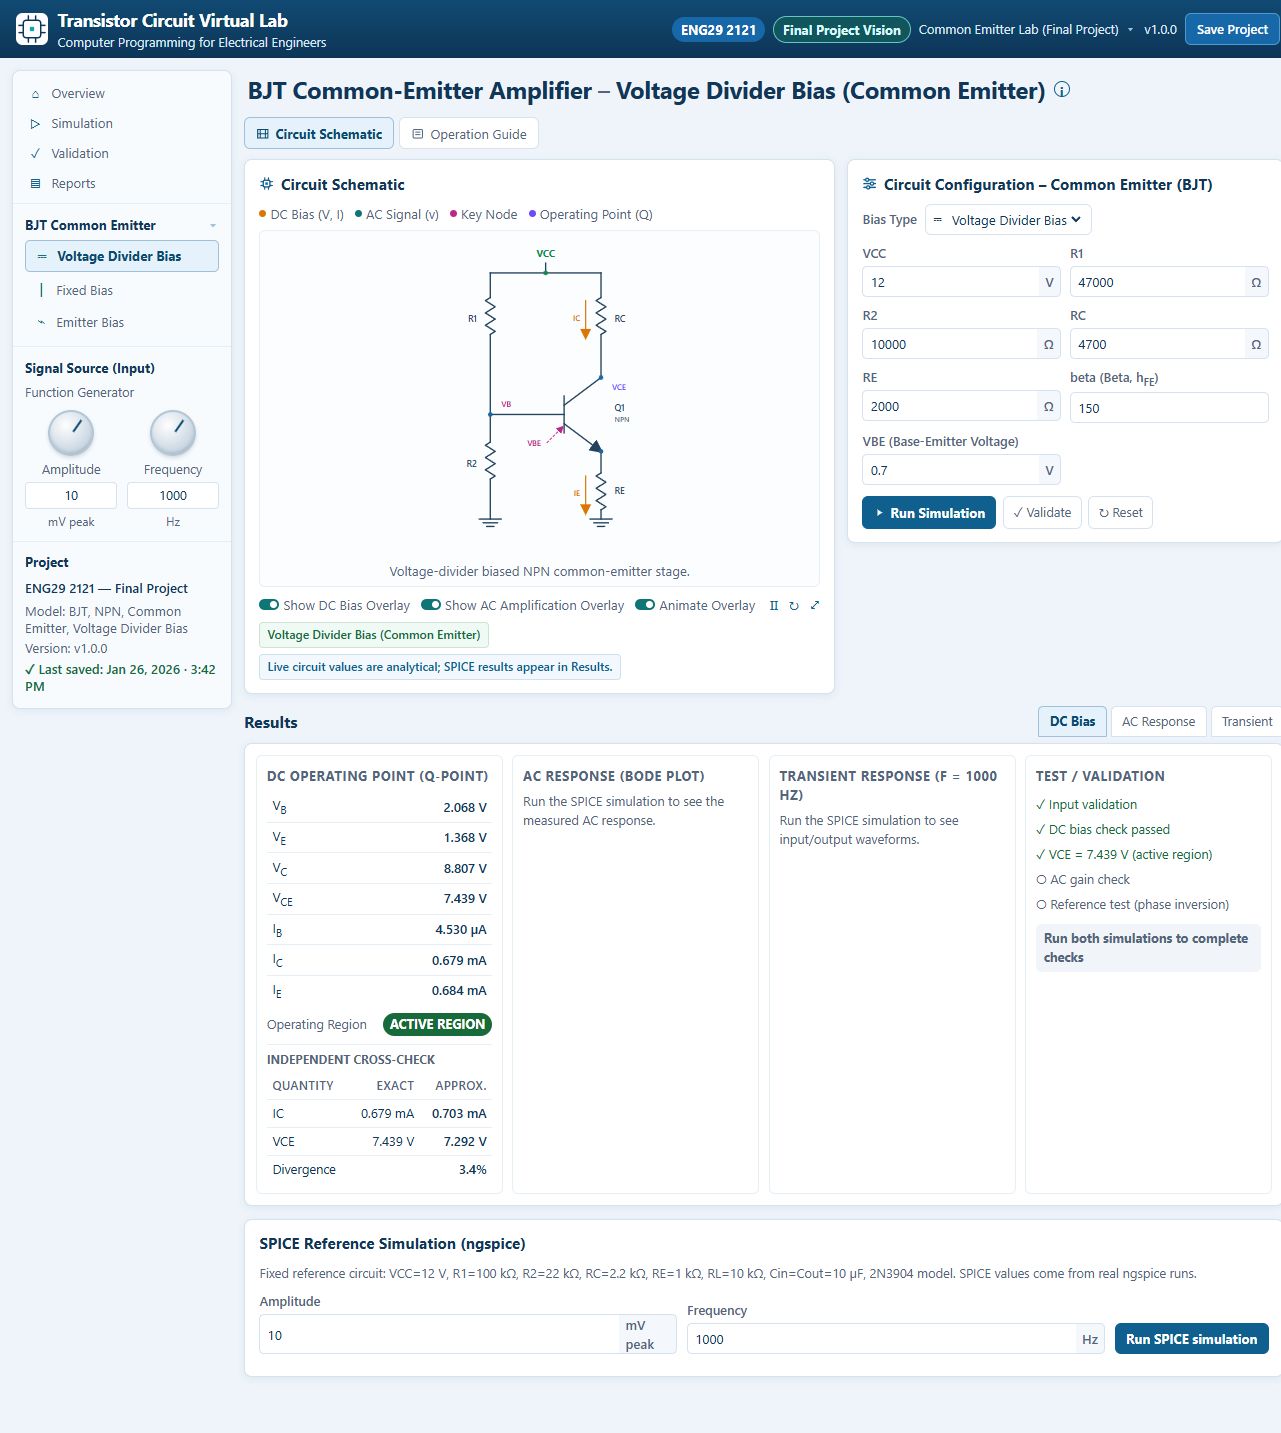 Transistor Circuit Virtual Lab
Computer Programming for Electrical Engineers
ENG29 2121
Final Project Vision
Common Emitter Lab (Final Project)
v1.0.0
Save Project
Overview
Simulation
Validation
Reports
BJT Common Emitter
Voltage Divider Bias
Fixed Bias
Emitter Bias
Signal Source (Input)
Function Generator
Amplitude
Frequency
10
1000
mV peak
Hz
Project
ENG29 2121 — Final Project
Model: BJT, NPN, Common
Emitter, Voltage Divider Bias
Version: v1.0.0
✓ Last saved: Jan 26, 2026 · 3:42
PM
BJT Common-Emitter Amplifier – Voltage Divider Bias (Common Emitter)
Circuit Schematic
Operation Guide
Circuit Schematic
DC Bias (V, I)
AC Signal (v)
Key Node
Operating Point (Q)
VCC
R1
IC
RC
VCE
VB
Q1
NPN
VBE
R2
IE
RE
Voltage-divider biased NPN common-emitter stage.
Show DC Bias Overlay
Show AC Amplification Overlay
Animate Overlay
Voltage Divider Bias (Common Emitter)
Live circuit values are analytical; SPICE results appear in Results.
Circuit Configuration – Common Emitter (BJT)
Bias Type
= Voltage Divider Bias
VCC
R1
12 V
47000 Ω
R2
RC
10000 Ω
4700 Ω
RE
beta (Beta, hFE)
2000 Ω
150
VBE (Base-Emitter Voltage)
0.7 V
Run Simulation
✓ Validate
↻ Reset
Results
DC Bias
AC Response
Transient
DC OPERATING POINT (Q-POINT)
VB 2.068 V
VE 1.368 V
VC 8.807 V
VCE 7.439 V
IB 4.530 µA
IC 0.679 mA
IE 0.684 mA
Operating Region ACTIVE REGION
INDEPENDENT CROSS-CHECK
QUANTITY EXACT APPROX.
IC 0.679 mA 0.703 mA
VCE 7.439 V 7.292 V
Divergence 3.4%
AC RESPONSE (BODE PLOT)
Run the SPICE simulation to see the
measured AC response.
TRANSIENT RESPONSE (F = 1000
HZ)
Run the SPICE simulation to see
input/output waveforms.
TEST / VALIDATION
✓ Input validation
✓ DC bias check passed
✓ VCE = 7.439 V (active region)
○ AC gain check
○ Reference test (phase inversion)
Run both simulations to complete
checks
SPICE Reference Simulation (ngspice)
Fixed reference circuit: VCC=12 V, R1=100 kΩ, R2=22 kΩ, RC=2.2 kΩ, RE=1 kΩ, RL=10 kΩ, Cin=Cout=10 µF, 2N3904 model. SPICE values come from real ngspice runs.
Amplitude
10
mV
peak
Frequency
1000 Hz
Run SPICE simulation